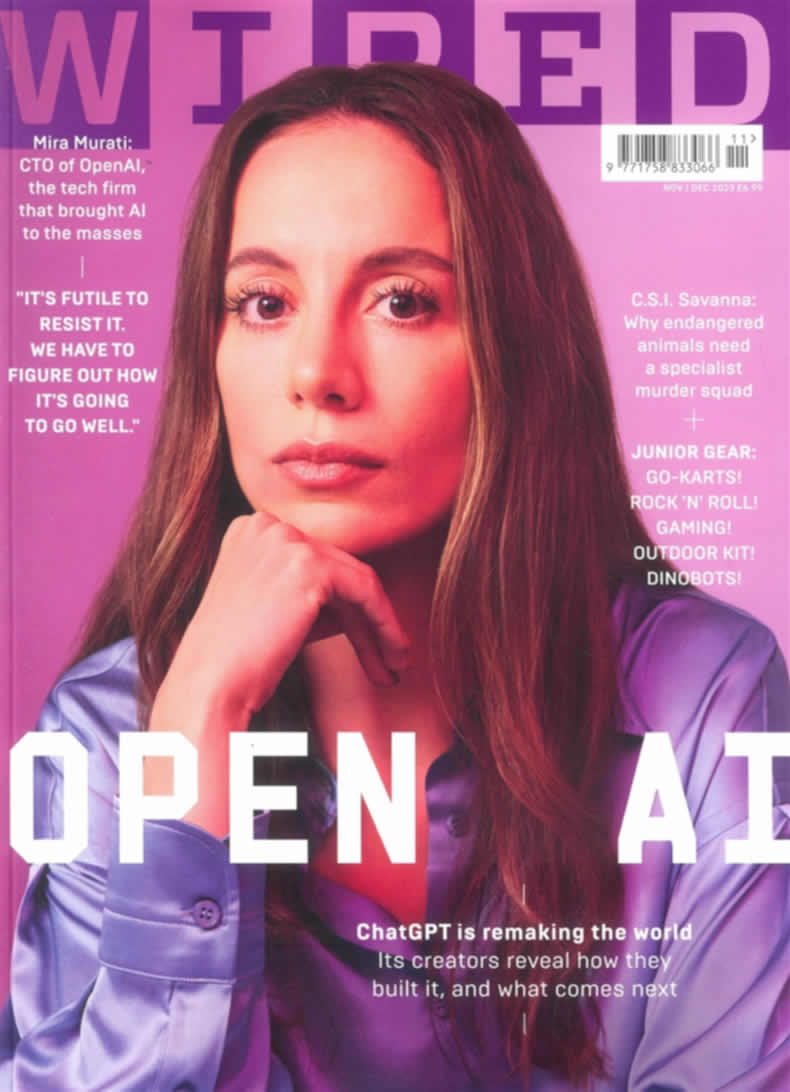 WIRED
Mira Murati:
CTO of OpenAI,
the tech firm
that brought AI
to the masses
"IT'S FUTILE TO
RESIST IT.
WE HAVE TO
FIGURE OUT HOW
IT'S GOING
TO GO WELL."
11>
9 771758 833066
NOV | DEC 2023 £6.99
C.S.I. Savanna:
Why endangered
animals need
a specialist
murder squad
JUNIOR GEAR:
GO-KARTS!
ROCK 'N' ROLL!
GAMING!
OUTDOOR KIT!
DINOBOTS!
OPEN AI
ChatGPT is remaking the world
Its creators reveal how they
built it, and what comes next